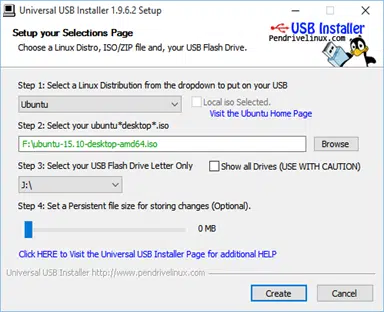 Universal USB Installer 1.9.6.2 Setup
Setup your Selections Page
Choose a Linux Distro, ISO/ZIP file and, your USB Flash Drive.
USB Installer
Pendrivelinux.com
Step 1: Select a Linux Distribution from the dropdown to put on your USB
Ubuntu
Local iso Selected.
Visit the Ubuntu Home Page
Step 2: Select your ubuntu*desktop*.iso
F:\ubuntu-15.10-desktop-amd64.iso
Browse
Step 3: Select your USB Flash Drive Letter Only
Show all Drives (USE WITH CAUTION)
J:\
Step 4: Set a Persistent file size for storing changes (Optional).
0 MB
Click HERE to Visit the Universal USB Installer Page for additional HELP
Universal USB Installer http://www.pendrivelinux.com
Create
Cancel